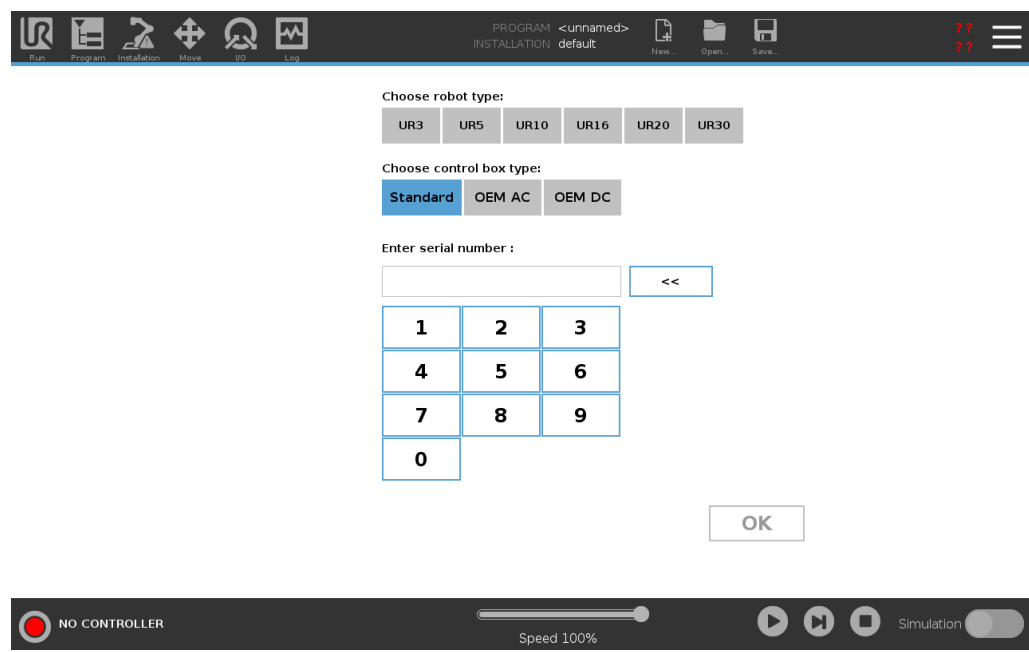 PROGRAM <unnamed>
INSTALLATION default
??
??
Run Program Installation Move I/O Log New... Open... Save...
Choose robot type:
UR3 UR5 UR10 UR16 UR20 UR30
Choose control box type:
Standard OEM AC OEM DC
Enter serial number :
<<
1 2 3
4 5 6
7 8 9
0
OK
NO CONTROLLER
Speed 100%
Simulation